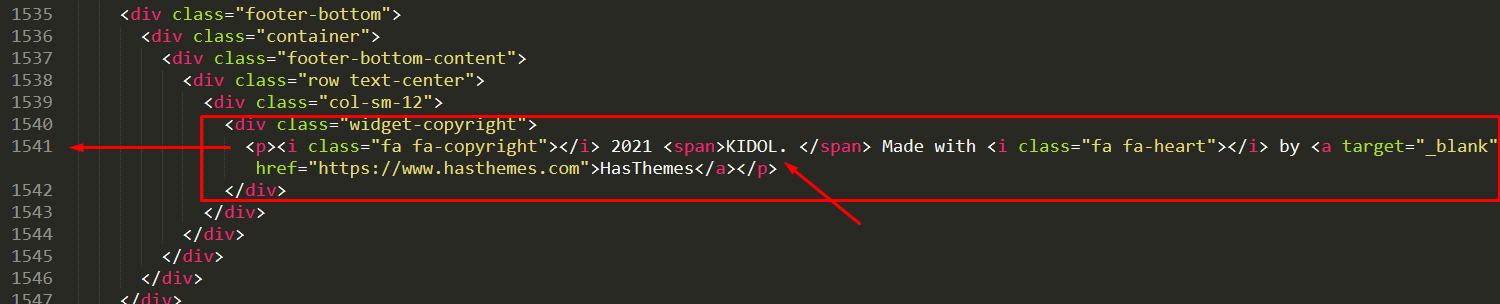 1535 <div class="footer-bottom">
1536 <div class="container">
1537 <div class="footer-bottom-content">
1538 <div class="row text-center">
1539 <div class="col-sm-12">
1540 <div class="widget-copyright">
1541 <p><i class="fa fa-copyright"></i> 2021 <span>KIDOL. </span> Made with <i class="fa fa-heart"></i> by <a target="_blank"
href="https://www.hasthemes.com">HasThemes</a></p>
1542 </div>
1543 </div>
1544 </div>
1545 </div>
1546 </div>
1547 </div>